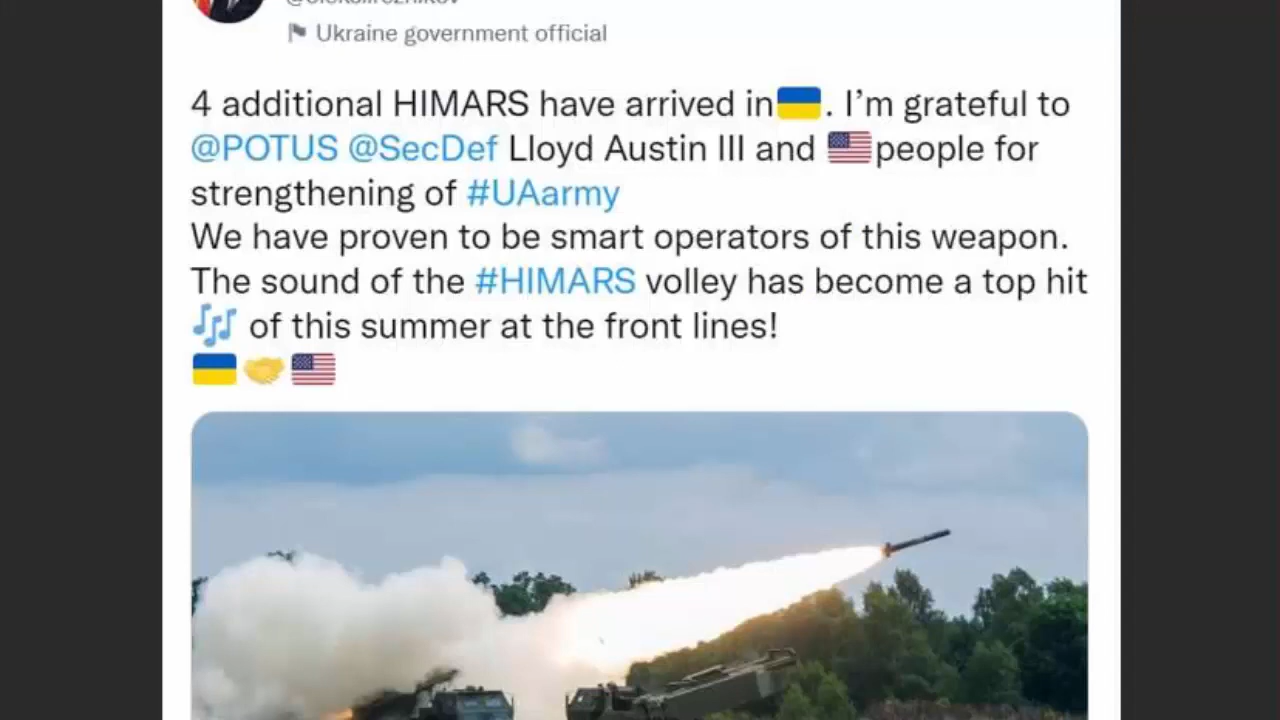 Ukraine government official
4 additional HIMARS have arrived in🇺🇦. I’m grateful to
@POTUS @SecDef Lloyd Austin III and 🇺🇸people for
strengthening of #UAarmy
We have proven to be smart operators of this weapon.
The sound of the #HIMARS volley has become a top hit
🎶 of this summer at the front lines!
🇺🇦🤝🇺🇸